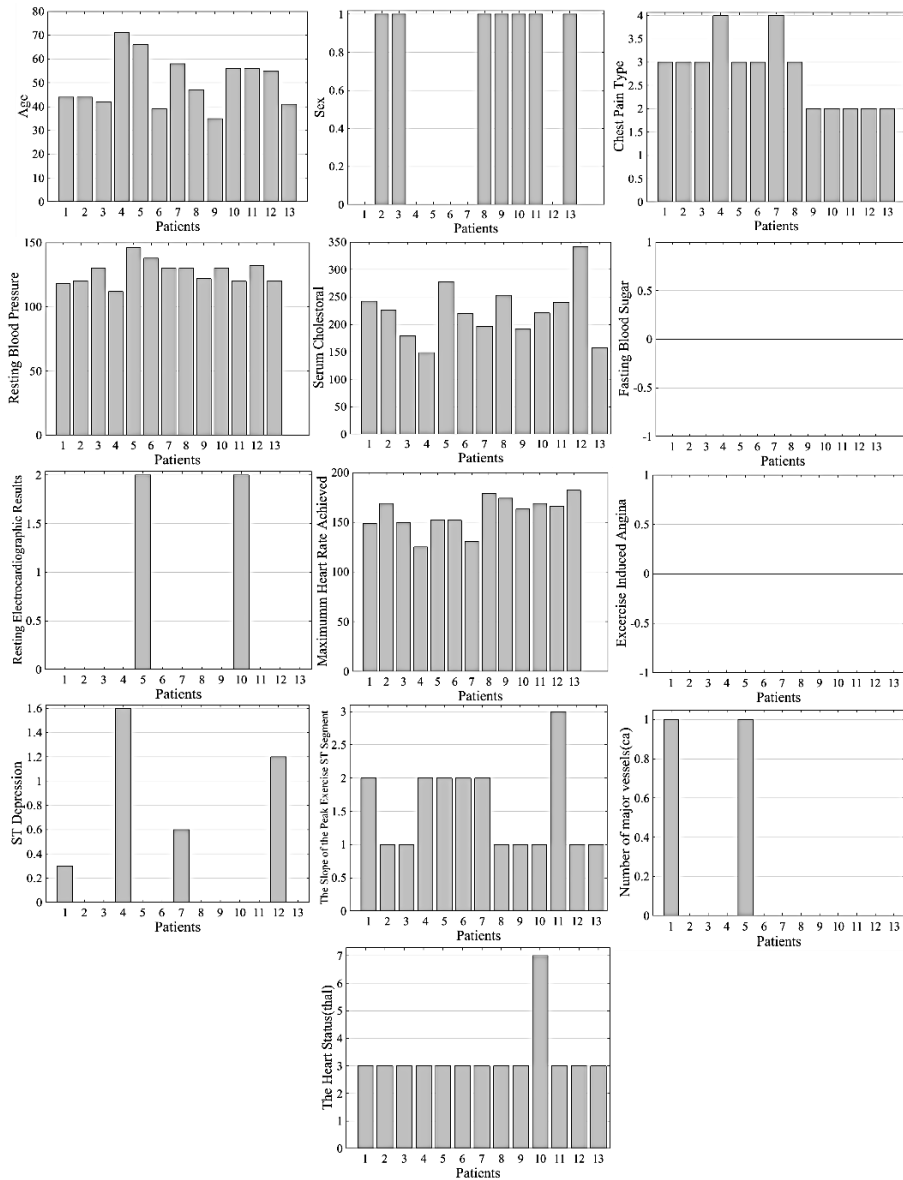 Age
80
70
60
50
40
30
20
10
0
1 2 3 4 5 6 7 8 9 10 11 12 13
Patients
Sex
1
0.8
0.6
0.4
0.2
0
1 2 3 4 5 6 7 8 9 10 11 12 13
Patients
Chest Pain Type
4
3.5
3
2.5
2
1.5
1
0.5
0
1 2 3 4 5 6 7 8 9 10 11 12 13
Patients
Resting Blood Pressure
150
100
50
0
1 2 3 4 5 6 7 8 9 10 11 12 13
Patients
Serum Cholestoral
350
300
250
200
150
100
50
0
1 2 3 4 5 6 7 8 9 10 11 12 13
Patients
Fasting Blood Sugar
1
0.5
0
-0.5
-1
1 2 3 4 5 6 7 8 9 10 11 12 13
Patients
Resting Electrocardiographic Results
2
1.5
1
0.5
0
1 2 3 4 5 6 7 8 9 10 11 12 13
Patients
Maximumm Heart Rate Achieved
200
150
100
50
0
1 2 3 4 5 6 7 8 9 10 11 12 13
Patients
Excercise Induced Angina
1
0.5
0
-0.5
-1
1 2 3 4 5 6 7 8 9 10 11 12 13
Patients
ST Depression
1.6
1.4
1.2
1
0.8
0.6
0.4
0.2
0
1 2 3 4 5 6 7 8 9 10 11 12 13
Patients
The Slope of the Peak Exercise ST Segment
3
2.5
2
1.5
1
0.5
0
1 2 3 4 5 6 7 8 9 10 11 12 13
Patients
Number of major vessels(ca)
1
0.8
0.6
0.4
0.2
0
1 2 3 4 5 6 7 8 9 10 11 12 13
Patients
The Heart Status(thal)
7
6
5
4
3
2
1
0
1 2 3 4 5 6 7 8 9 10 11 12 13
Patients